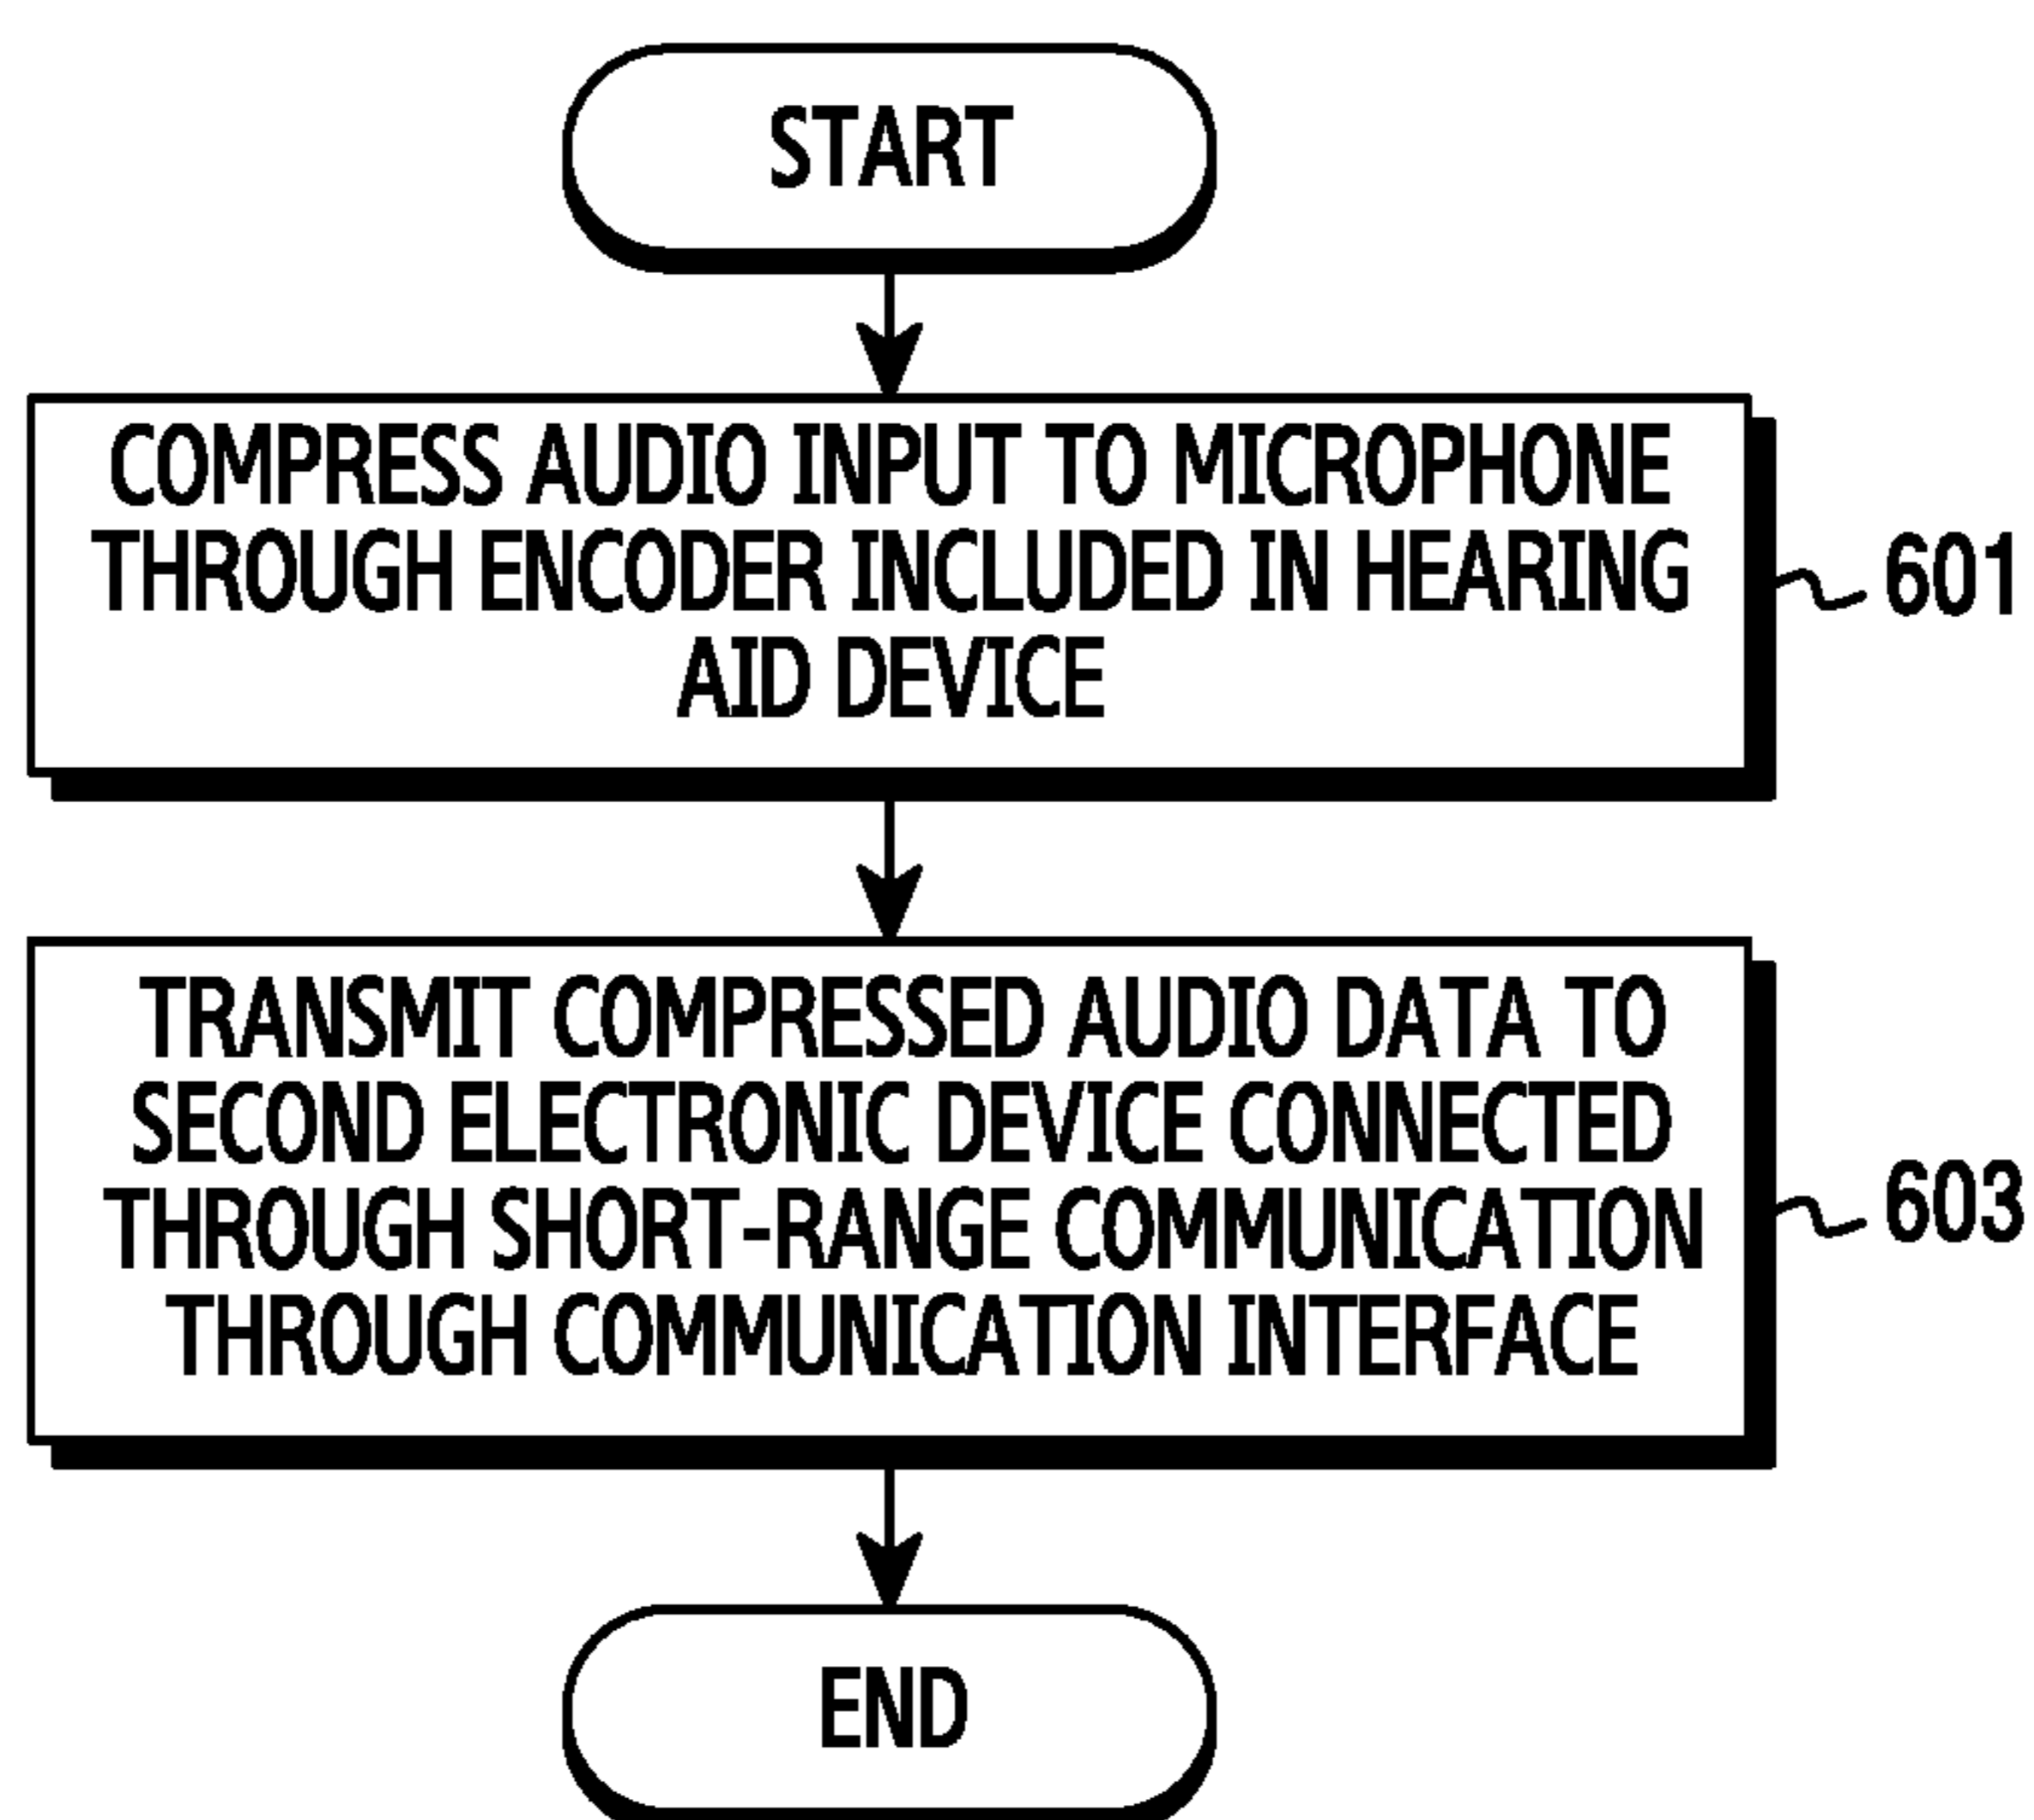 START
COMPRESS AUDIO INPUT TO MICROPHONE
THROUGH ENCODER INCLUDED IN HEARING
AID DEVICE
601
TRANSMIT COMPRESSED AUDIO DATA TO
SECOND ELECTRONIC DEVICE CONNECTED
THROUGH SHORT-RANGE COMMUNICATION
THROUGH COMMUNICATION INTERFACE
603
END